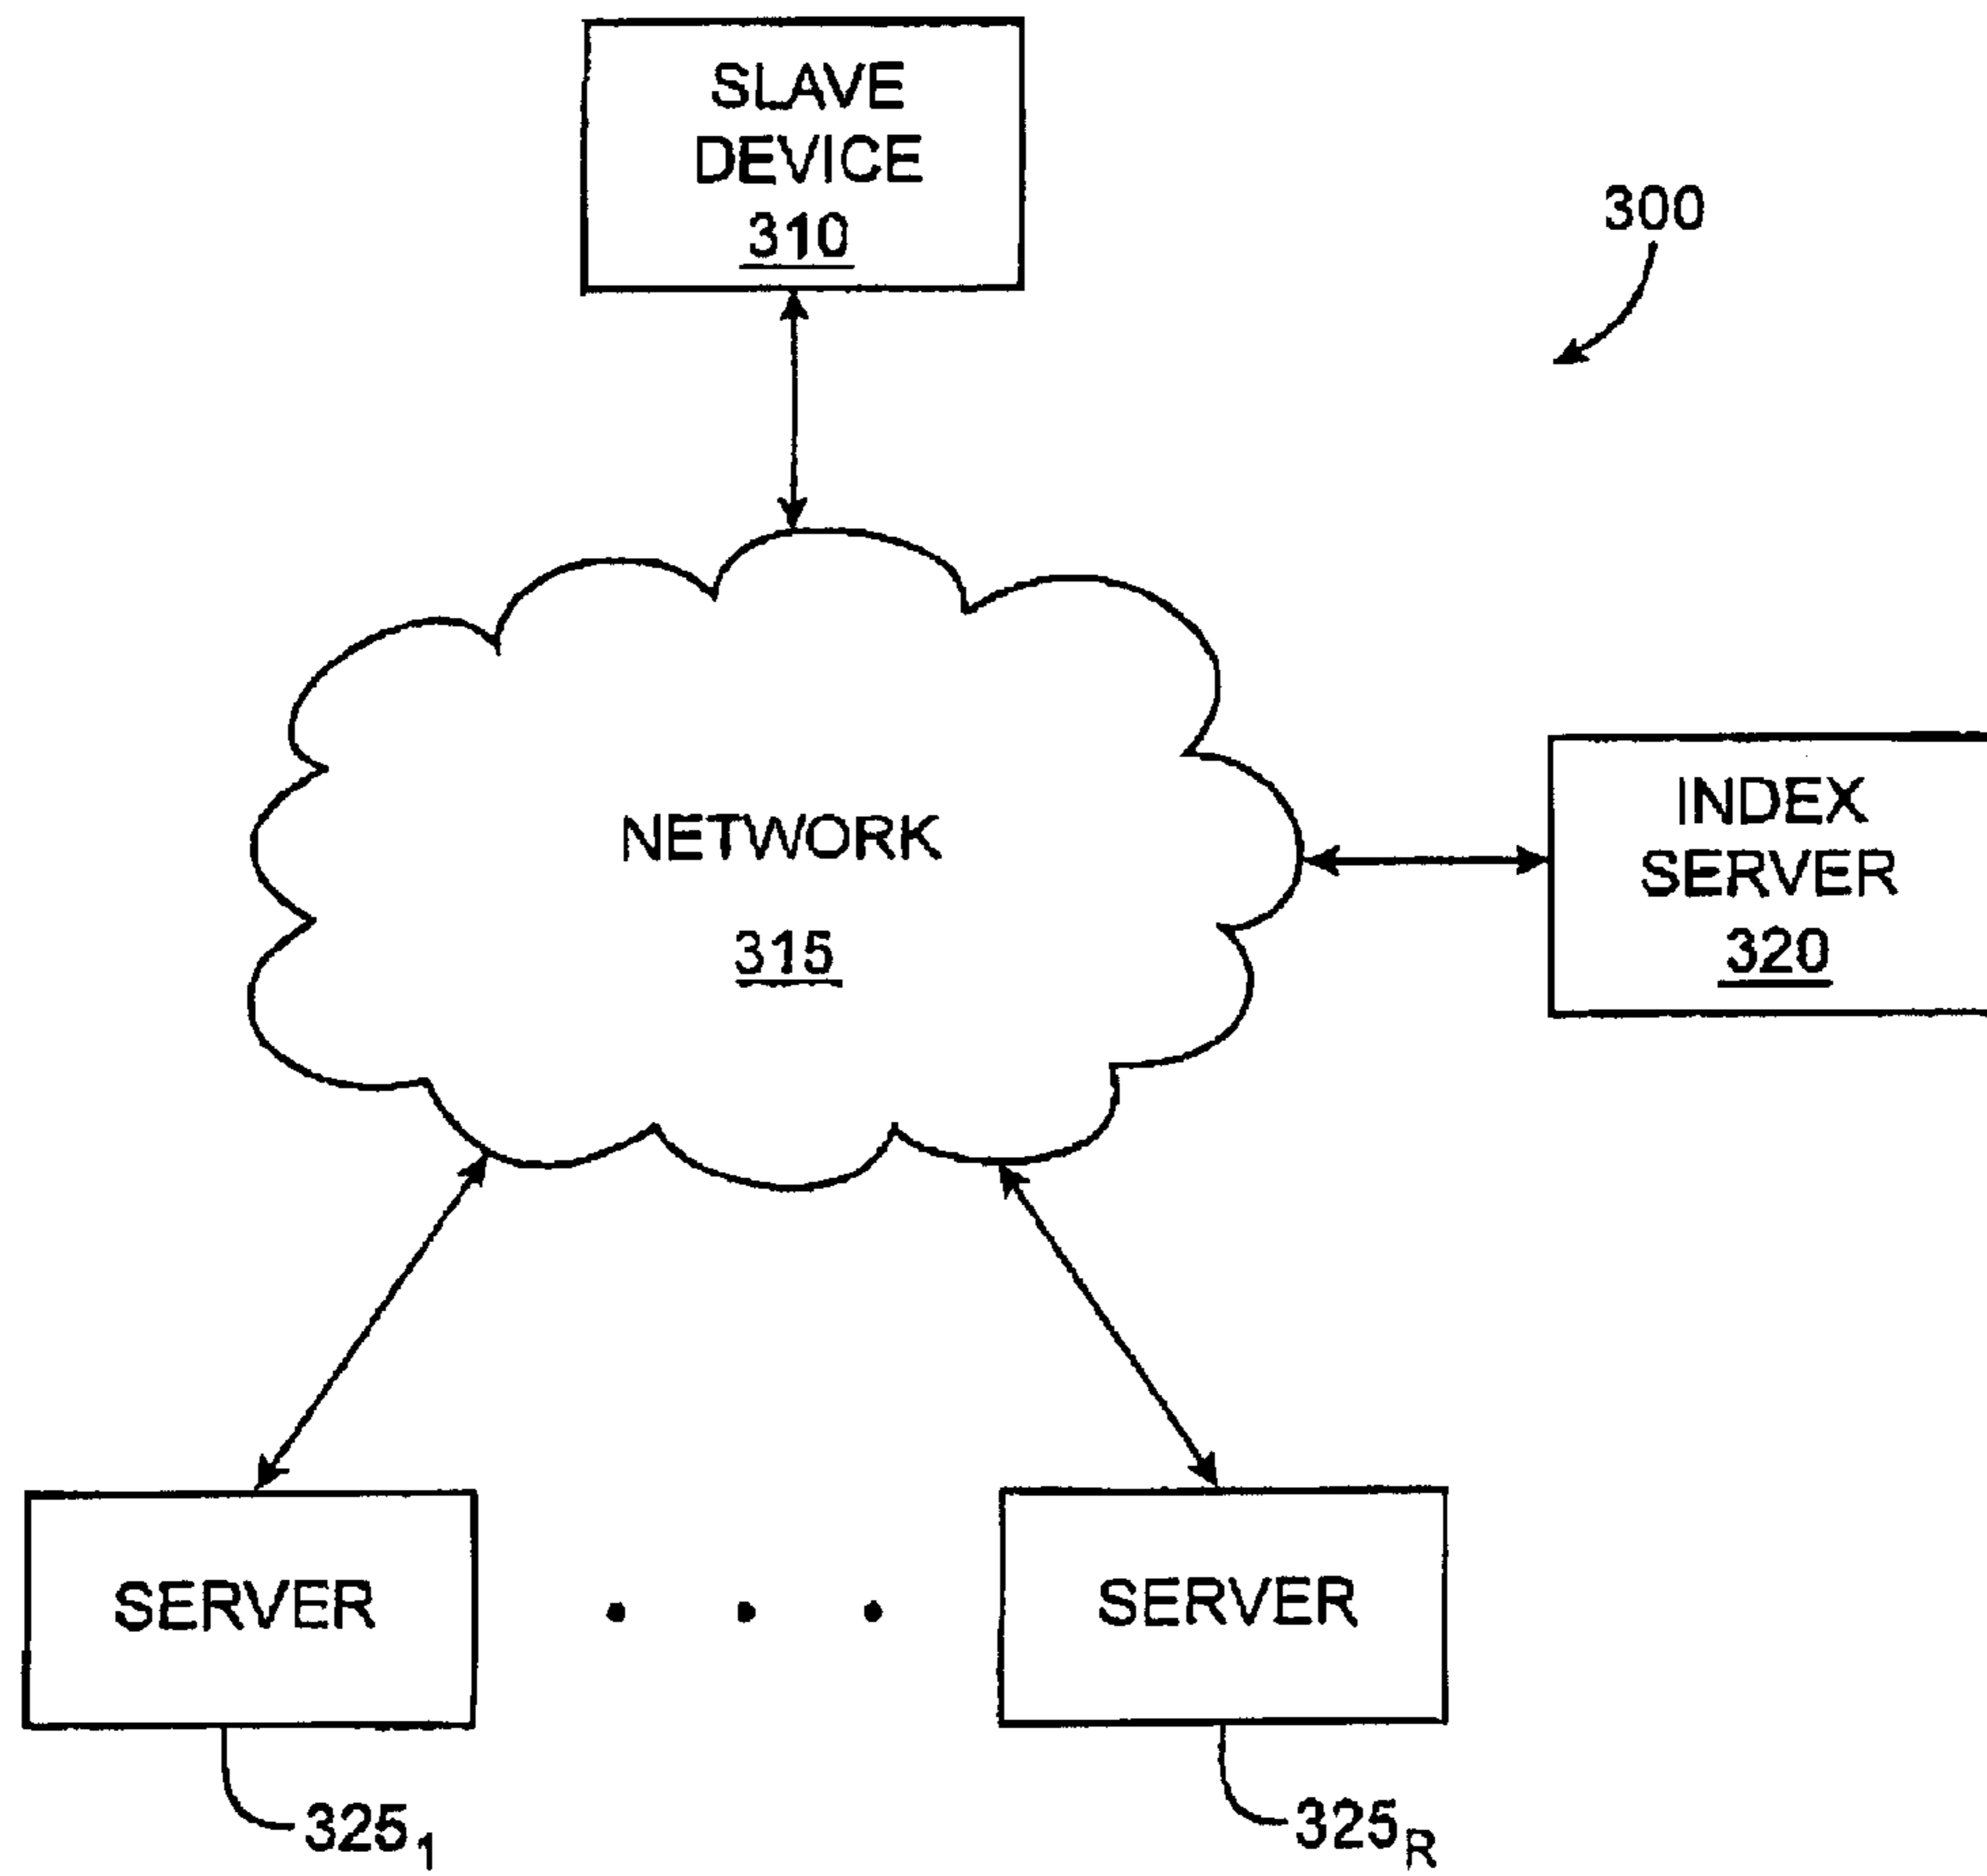 SLAVE
DEVICE
310
300
NETWORK
315
INDEX
SERVER
320
SERVER
SERVER
325₁
325R